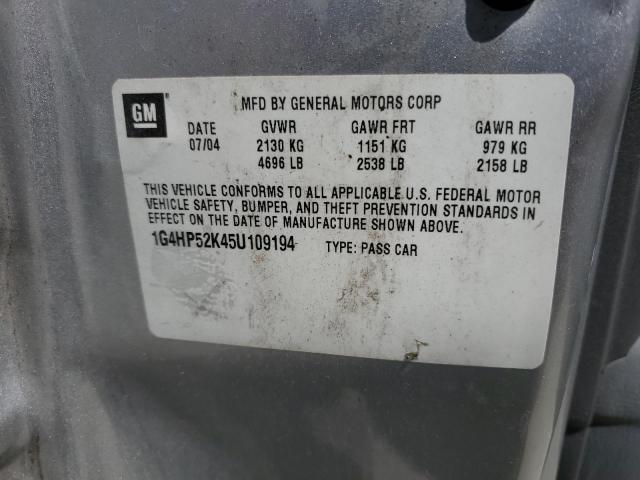 GM
MFD BY GENERAL MOTORS CORP
DATE GVWR GAWR FRT GAWR RR
07/04 2130 KG 1151 KG 979 KG
4696 LB 2538 LB 2158 LB
THIS VEHICLE CONFORMS TO ALL APPLICABLE U.S. FEDERAL MOTOR
VEHICLE SAFETY, BUMPER, AND THEFT PREVENTION STANDARDS IN
EFFECT ON THE DATE OF MANUFACTURE SHOWN ABOVE.
1G4HP52K45U109194 TYPE: PASS CAR